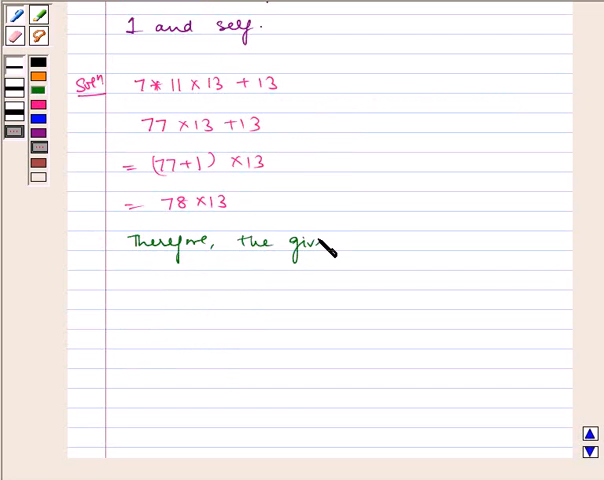 1 and self.
Solⁿ 7 * 11 × 13 + 13
77 × 13 + 13
= (77 + 1) × 13
= 78 × 13
Therefore, the giv